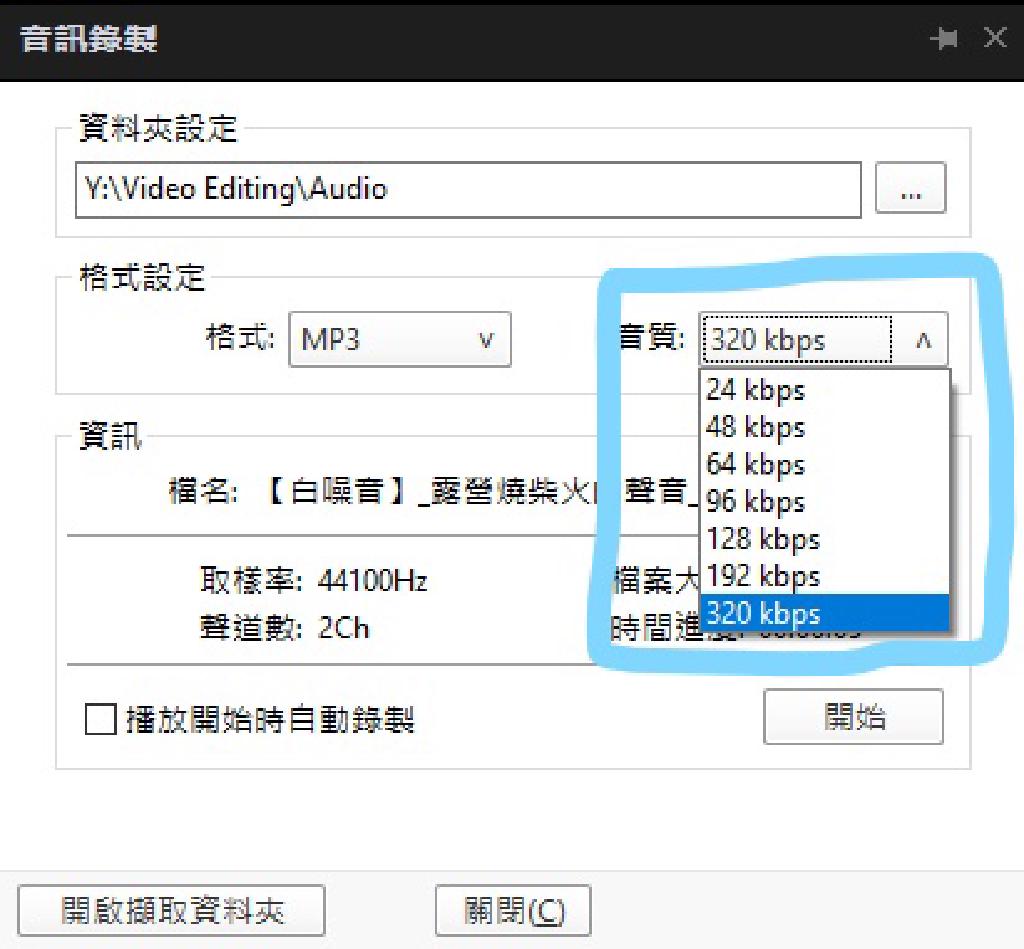 音訊錄製
資料夾設定
Y:\Video Editing\Audio
...
格式設定
格式: MP3
音質: 320 kbps
24 kbps
48 kbps
64 kbps
96 kbps
128 kbps
192 kbps
320 kbps
資訊
檔名: 【白噪音】_露營燒柴火 聲音_
取樣率: 44100Hz
檔案大
聲道數: 2Ch
時間進度:
播放開始時自動錄製
開始
開啟擷取資料夾
關閉(C)